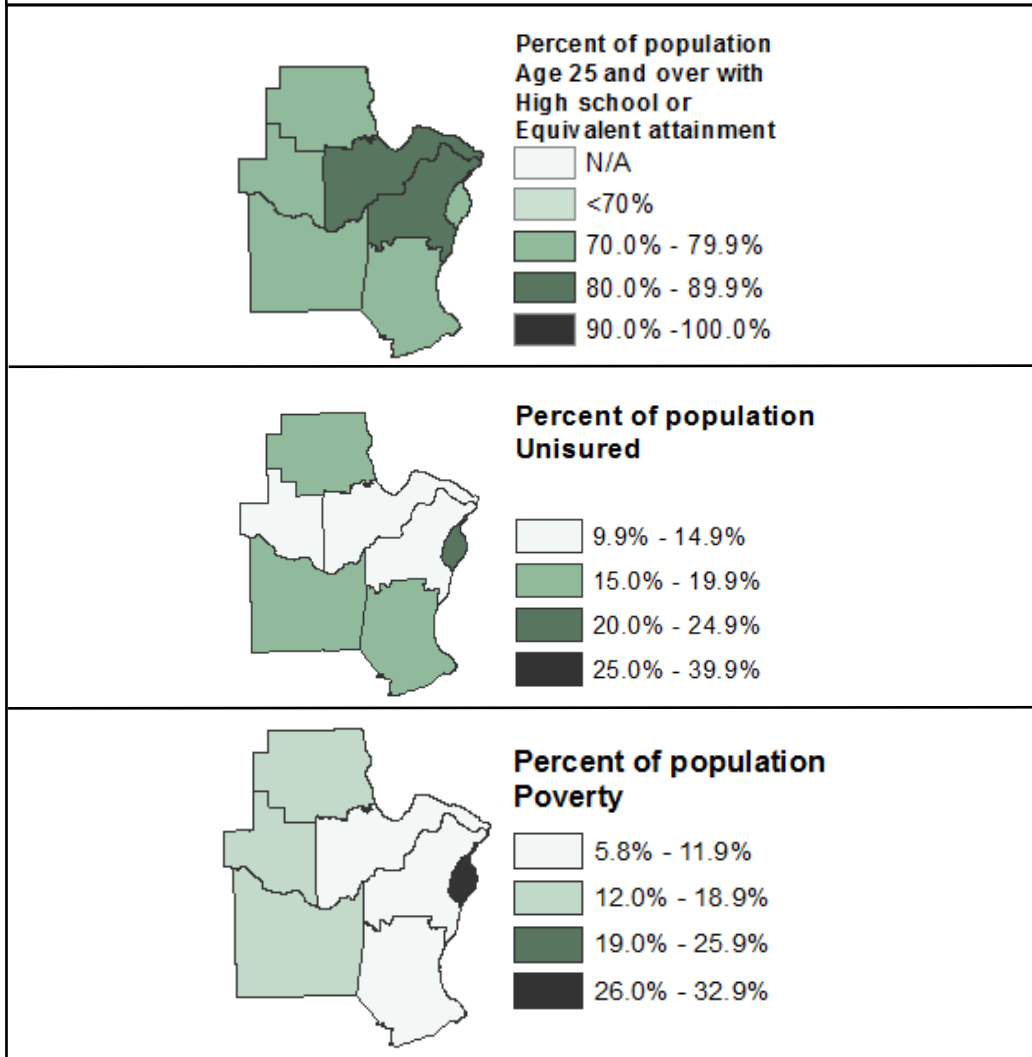 Percent of population
Age 25 and over with
High school or
Equivalent attainment
N/A
<70%
70.0% - 79.9%
80.0% - 89.9%
90.0% -100.0%
Percent of population
Unisured
9.9% - 14.9%
15.0% - 19.9%
20.0% - 24.9%
25.0% - 39.9%
Percent of population
Poverty
5.8% - 11.9%
12.0% - 18.9%
19.0% - 25.9%
26.0% - 32.9%